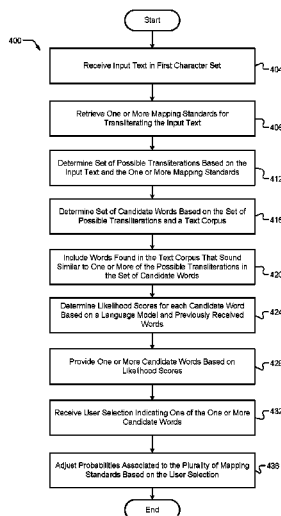 Start
400
Receive Input Text in First Character Set
404
Retrieve One or More Mapping Standards for
Transliterating the Input Text
408
Determine Set of Possible Transliterations Based on the
Input Text and the One or More Mapping Standards
412
Determine Set of Candidate Words Based on the Set of
Possible Transliterations and a Text Corpus
416
Include Words Found in the Text Corpus That Sound
Similar to One or More of the Possible Transliterations in
the Set of Candidate Words
420
Determine Likelihood Scores for each Candidate Word
Based on a Language Model and Previously Received
Words
424
Provide One or More Candidate Words Based on
Likelihood Scores
428
Receive User Selection Indicating One of the One or More
Candidate Words
432
Adjust Probabilities Associated to the Plurality of Mapping
Standards Based on the User Selection
436
End